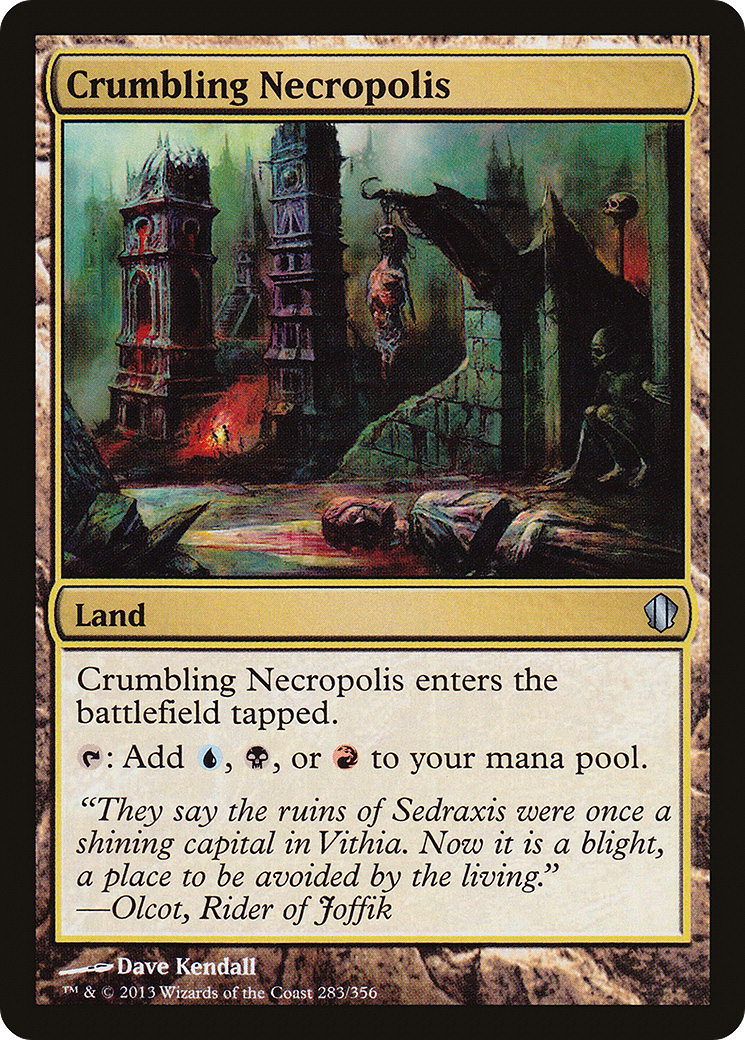 Crumbling Necropolis
Land
Crumbling Necropolis enters the
battlefield tapped.
: Add , , or to your mana pool.
“They say the ruins of Sedraxis were once a
shining capital in Vithia. Now it is a blight,
a place to be avoided by the living.”
—Olcot, Rider of Joffik
Dave Kendall
™ & © 2013 Wizards of the Coast 283/356